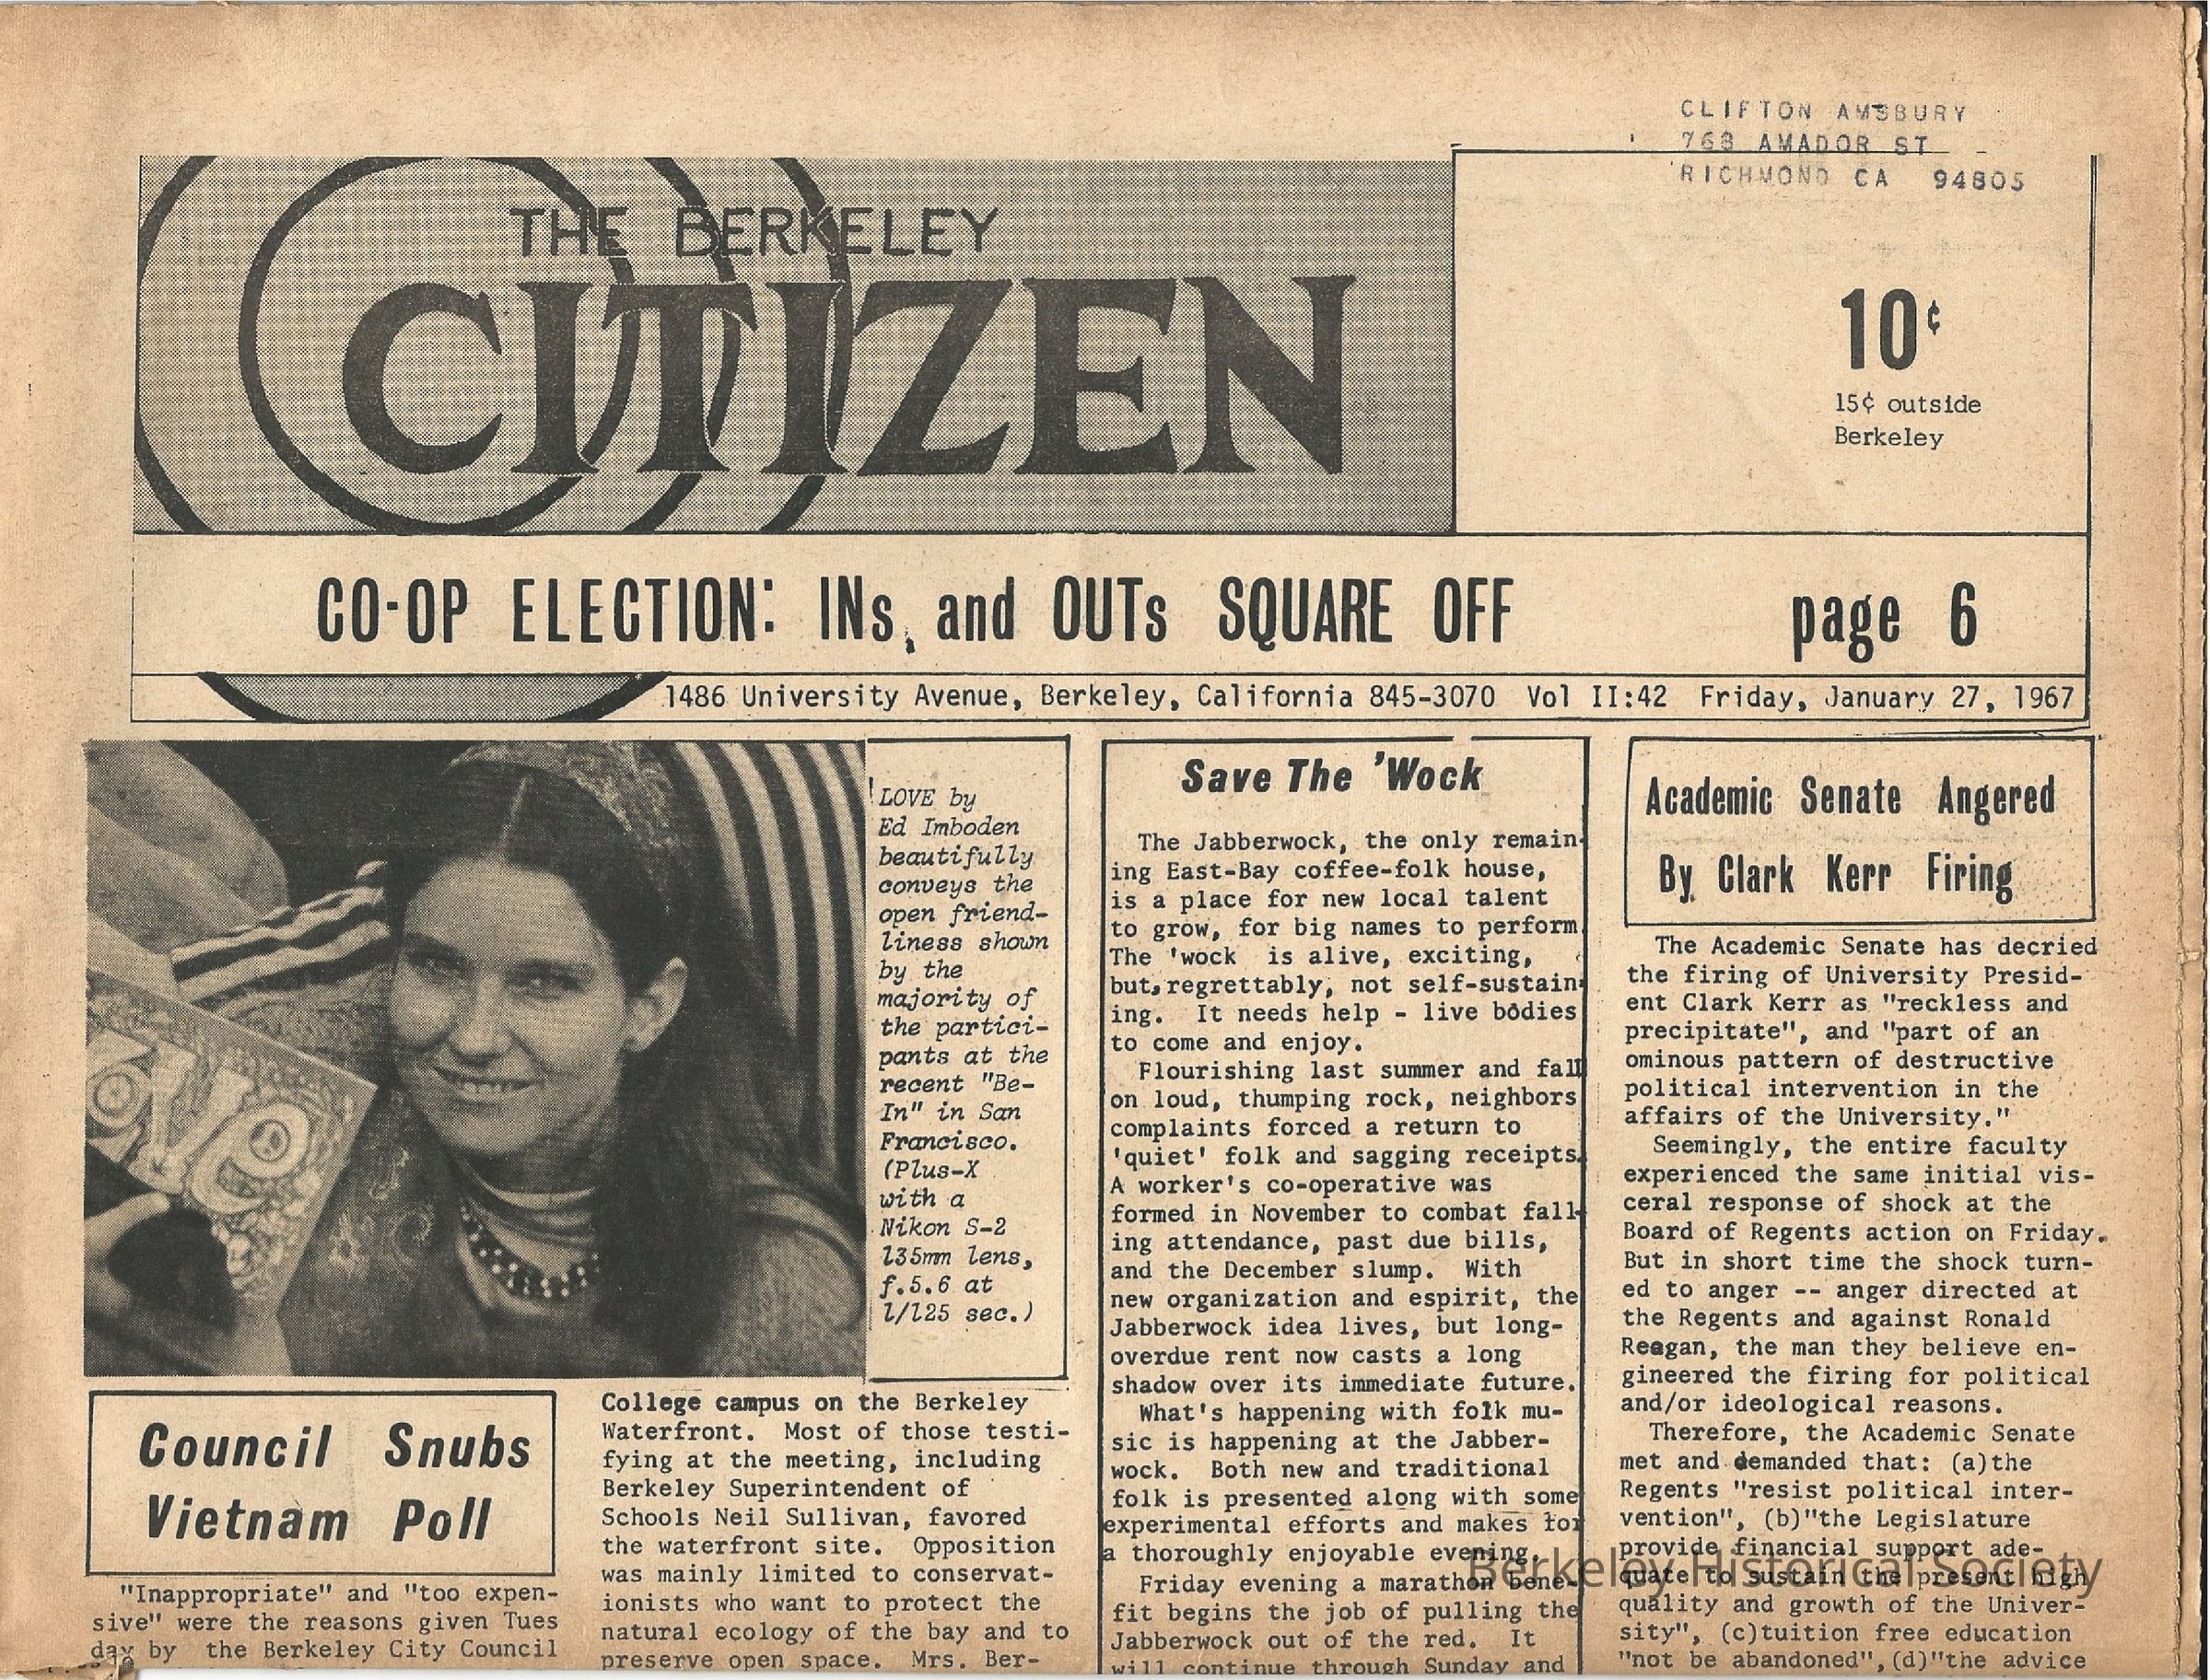 CLIFTON AMSBURY
768 AMADOR ST
RICHMOND CA 94805
THE BERKELEY
CITIZEN
10¢
15¢ outside
Berkeley
CO-OP ELECTION: INs and OUTs SQUARE OFF page 6
1486 University Avenue, Berkeley, California 845-3070 Vol II:42 Friday, January 27, 1967
LOVE by
Ed Imboden
beautifully
conveys the
open friend-
liness shown
by the
majority of
the partici-
pants at the
recent "Be-
In" in San
Francisco.
(Plus-X
with a
Nikon S-2
135mm lens,
f.5.6 at
1/125 sec.)
Council Snubs
Vietnam Poll
"Inappropriate" and "too expen-
sive" were the reasons given Tues
day by the Berkeley City Council
College campus on the Berkeley
Waterfront. Most of those testi-
fying at the meeting, including
Berkeley Superintendent of
Schools Neil Sullivan, favored
the waterfront site. Opposition
was mainly limited to conservat-
ionists who want to protect the
natural ecology of the bay and to
preserve open space. Mrs. Ber-
Save The 'Wock
The Jabberwock, the only remain-
ing East-Bay coffee-folk house,
is a place for new local talent
to grow, for big names to perform.
The 'wock is alive, exciting,
but, regrettably, not self-sustain-
ing. It needs help - live bodies
to come and enjoy.
Flourishing last summer and fall
on loud, thumping rock, neighbors
complaints forced a return to
'quiet' folk and sagging receipts.
A worker's co-operative was
formed in November to combat fall-
ing attendance, past due bills,
and the December slump. With
new organization and espirit, the
Jabberwock idea lives, but long-
overdue rent now casts a long
shadow over its immediate future.
What's happening with folk mu-
sic is happening at the Jabber-
wock. Both new and traditional
folk is presented along with some
experimental efforts and makes for
a thoroughly enjoyable evening.
Friday evening a marathon bene-
fit begins the job of pulling the
Jabberwock out of the red. It
will continue through Sunday and
Academic Senate Angered
By Clark Kerr Firing
The Academic Senate has decried
the firing of University Presid-
ent Clark Kerr as "reckless and
precipitate", and "part of an
ominous pattern of destructive
political intervention in the
affairs of the University."
Seemingly, the entire faculty
experienced the same initial vis-
ceral response of shock at the
Board of Regents action on Friday.
But in short time the shock turn-
ed to anger -- anger directed at
the Regents and against Ronald
Reagan, the man they believe en-
gineered the firing for political
and/or ideological reasons.
Therefore, the Academic Senate
met and demanded that: (a)the
Regents "resist political inter-
vention", (b)"the Legislature
provide financial support ade-
quate to sustain the present high
quality and growth of the Univer-
sity", (c)tuition free education
"not be abandoned",(d)"the advice
Berkeley Historical Society